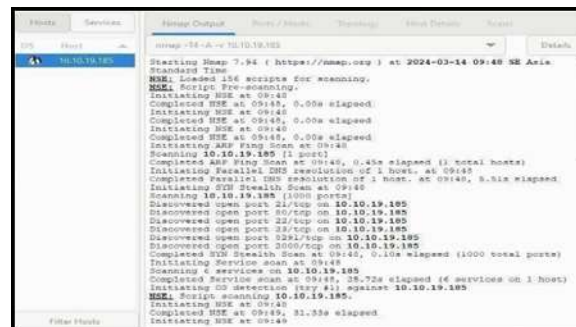 Hosts Services
Nmap Output Ports / Hosts Topology Host Details Scans
OS Host
nmap -T4 -A -v 10.10.19.185 Details
10.10.19.185
Starting Nmap 7.94 ( https://nmap.org ) at 2024-03-14 09:48 SE Asia
Standard Time
NSE: Loaded 156 scripts for scanning.
NSE: Script Pre-scanning.
Initiating NSE at 09:48
Completed NSE at 09:48, 0.00s elapsed
Initiating NSE at 09:48
Completed NSE at 09:48, 0.00s elapsed
Initiating NSE at 09:48
Completed NSE at 09:48, 0.00s elapsed
Initiating ARP Ping Scan at 09:48
Scanning 10.10.19.185 [1 port]
Completed ARP Ping Scan at 09:48, 0.45s elapsed (1 total hosts)
Initiating Parallel DNS resolution of 1 host. at 09:48
Completed Parallel DNS resolution of 1 host. at 09:48, 5.51s elapsed
Initiating SYN Stealth Scan at 09:48
Scanning 10.10.19.185 [1000 ports]
Discovered open port 21/tcp on 10.10.19.185
Discovered open port 80/tcp on 10.10.19.185
Discovered open port 22/tcp on 10.10.19.185
Discovered open port 23/tcp on 10.10.19.185
Discovered open port 8291/tcp on 10.10.19.185
Discovered open port 2000/tcp on 10.10.19.185
Completed SYN Stealth Scan at 09:48, 0.10s elapsed (1000 total ports)
Initiating Service scan at 09:48
Scanning 6 services on 10.10.19.185
Completed Service scan at 09:48, 28.72s elapsed (6 services on 1 host)
Initiating OS detection (try #1) against 10.10.19.185
NSE: Script scanning 10.10.19.185.
Initiating NSE at 09:48
Completed NSE at 09:49, 31.33s elapsed
Initiating NSE at 09:49
Filter Hosts